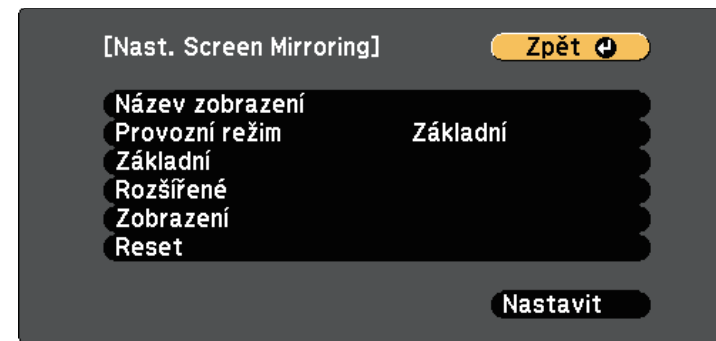 [Nast. Screen Mirroring] Zpět
Název zobrazení
Provozní režim Základní
Základní
Rozšířené
Zobrazení
Reset
Nastavit